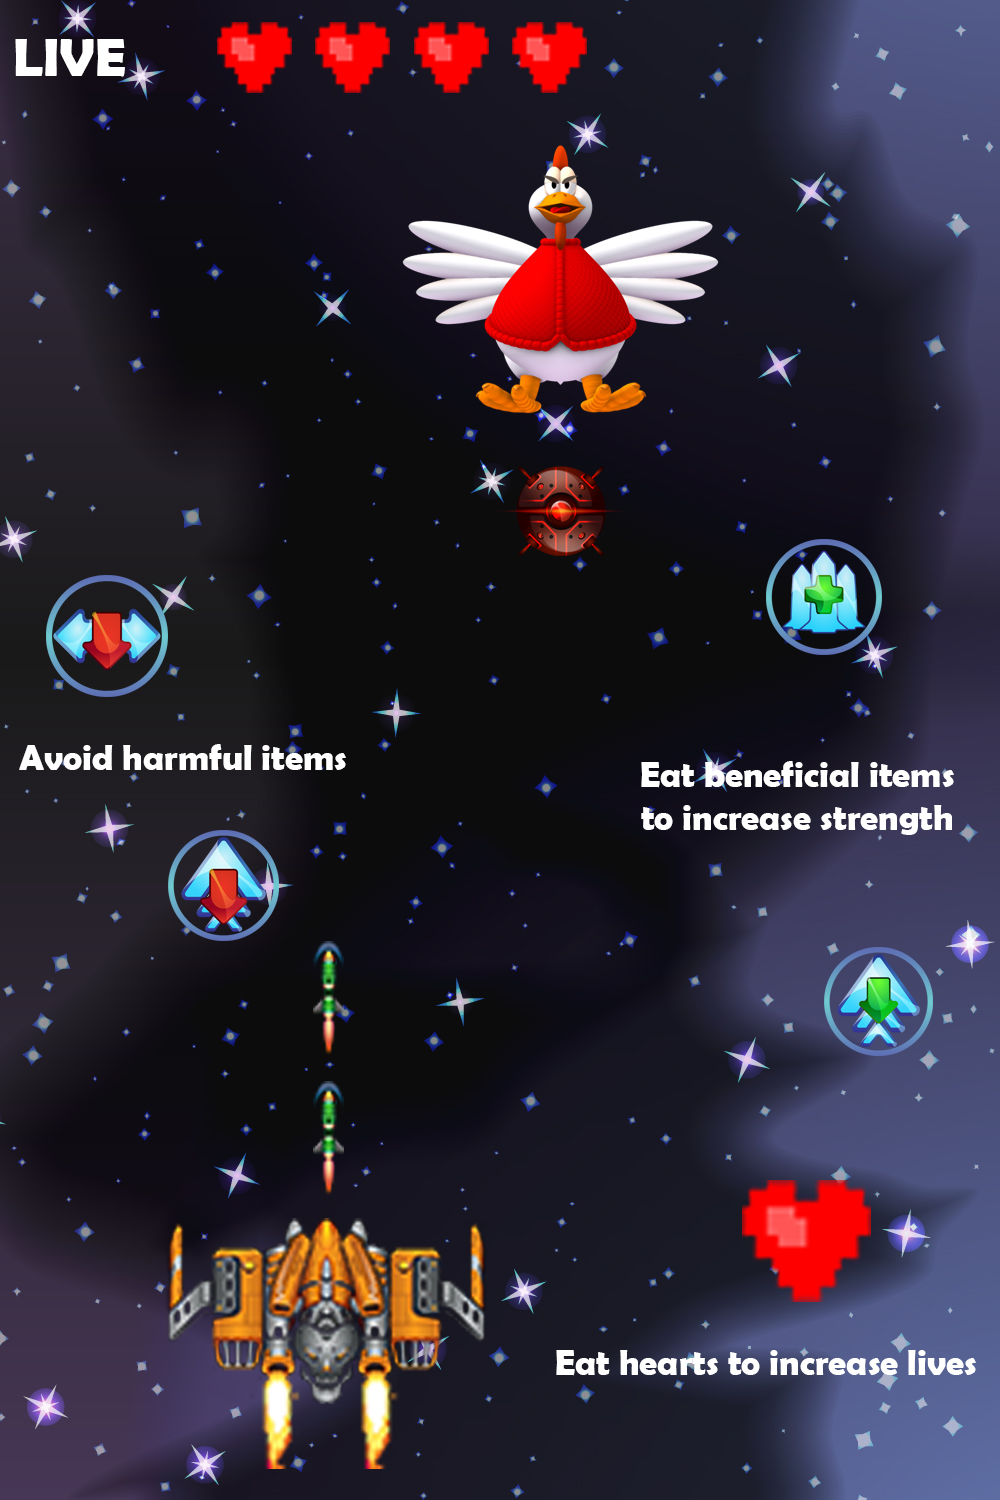 LIVE
Avoid harmful items
Eat beneficial items
to increase strength
Eat hearts to increase lives